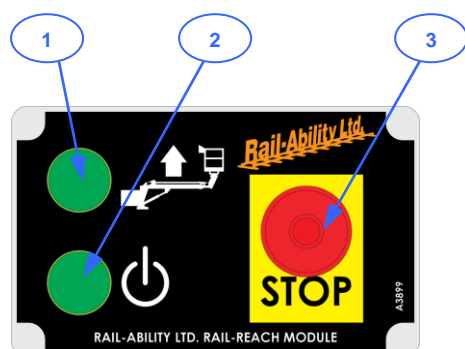 1 2 3
Rail-Ability Ltd.
STOP
A3899
RAIL-ABILITY LTD. RAIL-REACH MODULE